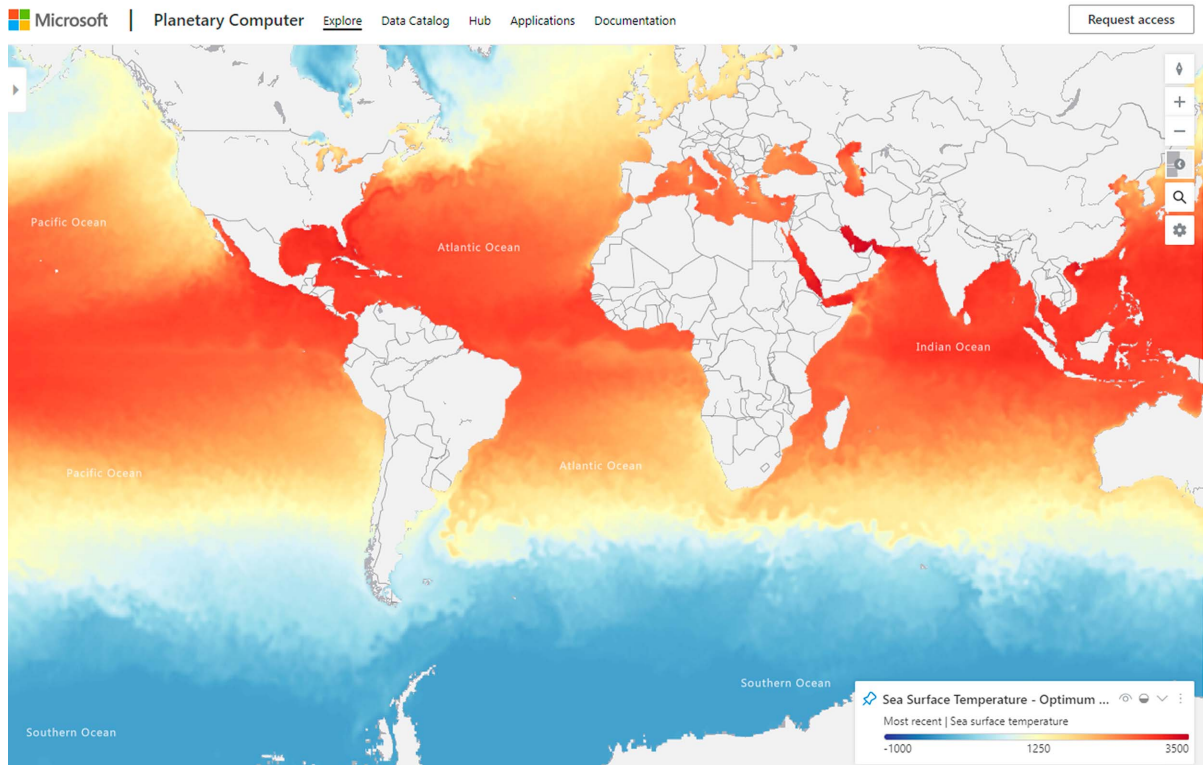 Microsoft | Planetary Computer Explore Data Catalog Hub Applications Documentation Request access
Pacific Ocean
Atlantic Ocean
Indian Ocean
Atlantic Ocean
Pacific Ocean
Southern Ocean
Southern Ocean
Sea Surface Temperature - Optimum ...
Most recent | Sea surface temperature
-1000 1250 3500